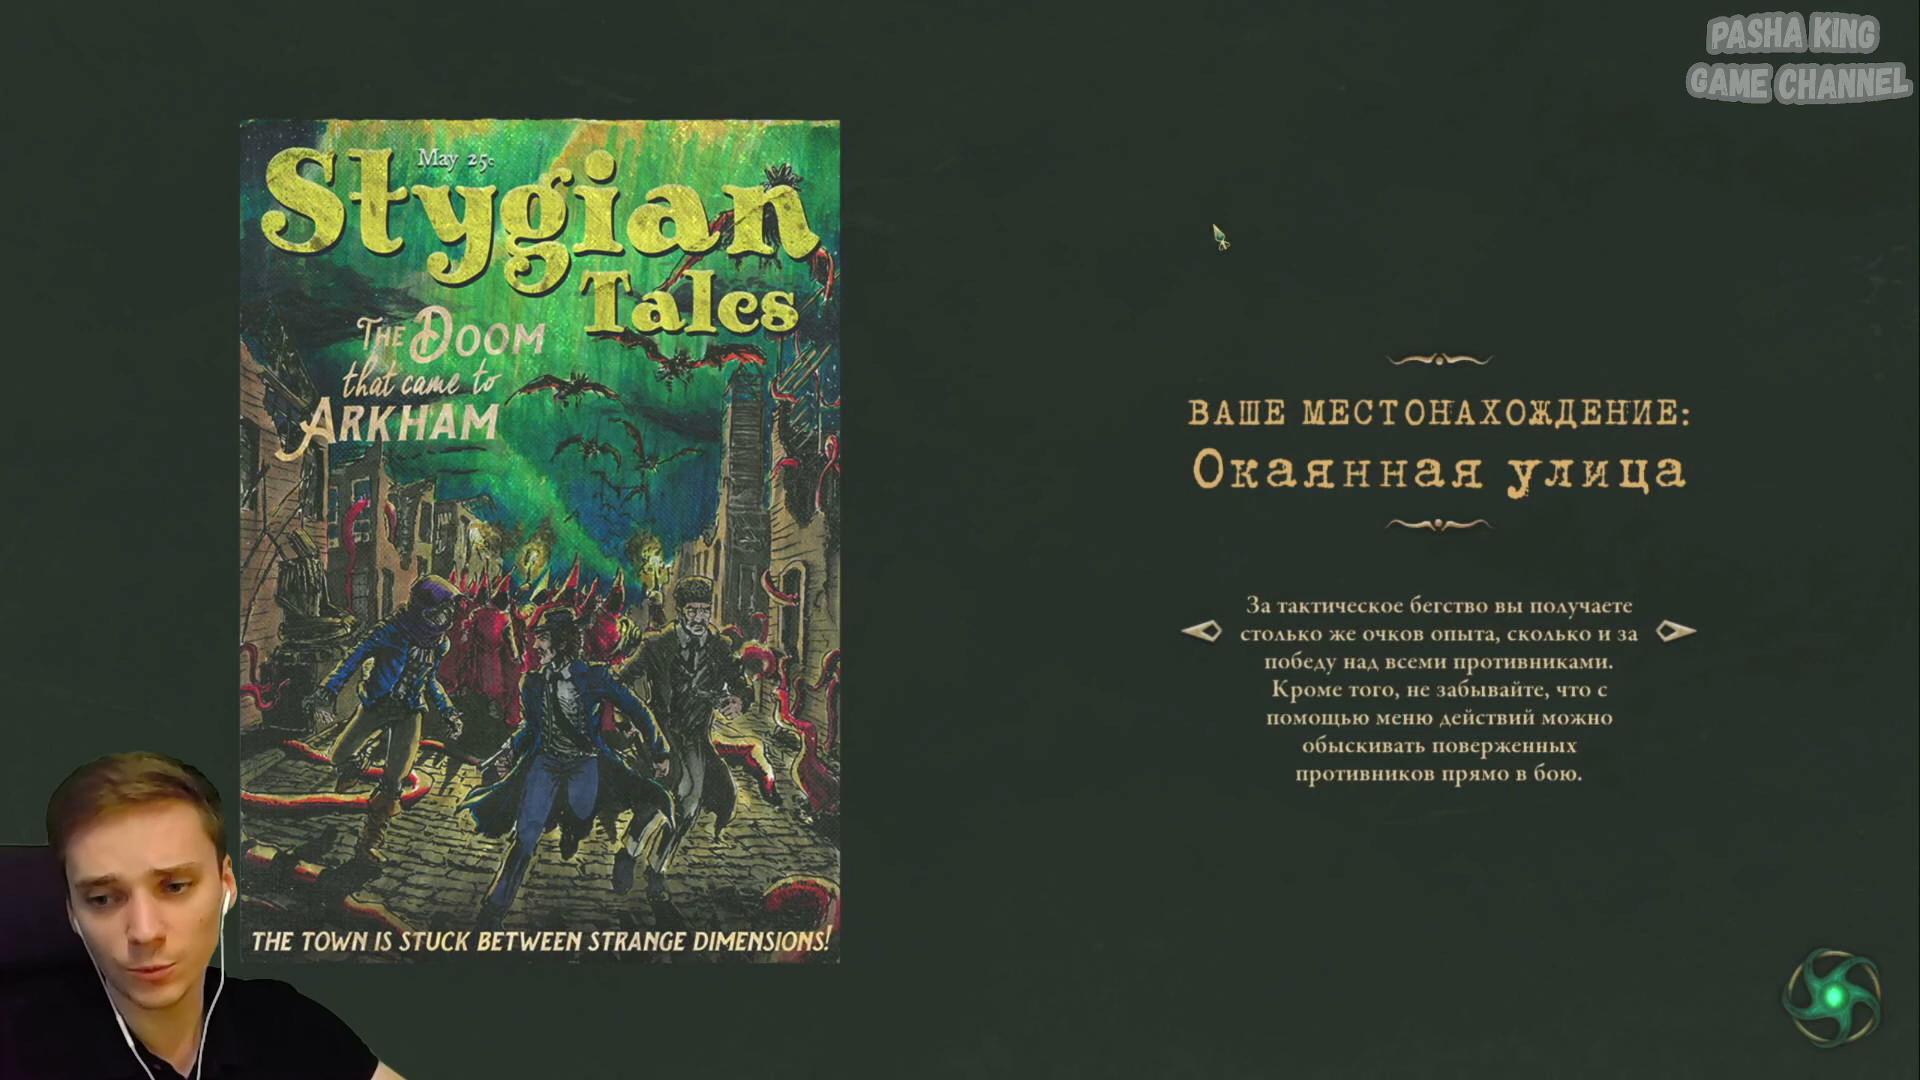 PASHA KING
GAME CHANNEL
May 25c
Stygian
Tales
THE DOOM
that came to
ARKHAM
THE TOWN IS STUCK BETWEEN STRANGE DIMENSIONS!
ВАШЕ МЕСТОНАХОЖДЕНИЕ:
Окаянная улица
За тактическое бегство вы получаете
столько же очков опыта, сколько и за
победу над всеми противниками.
Кроме того, не забывайте, что с
помощью меню действий можно
обыскивать поверженных
противников прямо в бою.